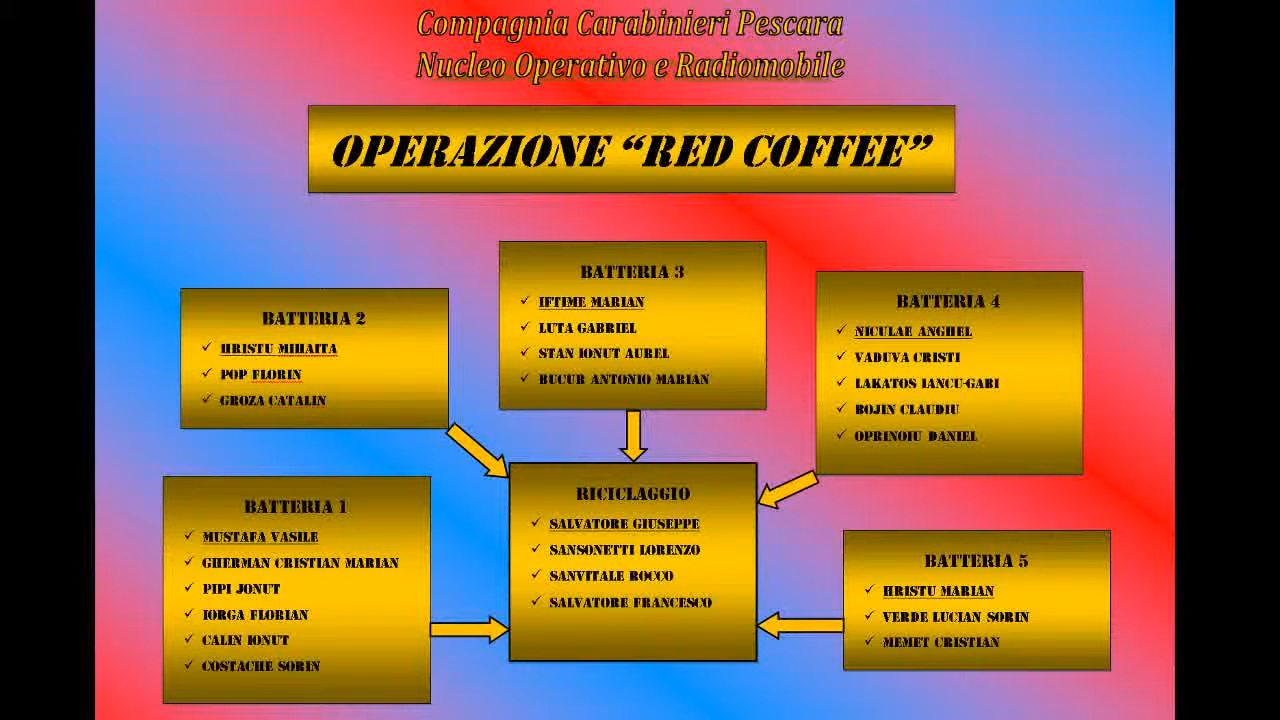 Compagnia Carabinieri Pescara
Nucleo Operativo e Radiomobile
OPERAZIONE “RED COFFEE”
BATTERIA 3
IFTIME MARIAN
LUTA GABRIEL
STAN IONUT AUREL
BUCUR ANTONIO MARIAN
BATTERIA 4
NICULAE ANGHEL
VADUVA CRISTI
LAKATOS IANCU-GABI
BOJIN CLAUDIU
OPRINOIU DANIEL
BATTERIA 2
HRISTU MIHAITA
POP FLORIN
GROZA CATALIN
RICICLAGGIO
SALVATORE GIUSEPPE
SANSONETTI LORENZO
SANVITALE ROCCO
SALVATORE FRANCESCO
BATTERIA 1
MUSTAFA VASILE
GHERMAN CRISTIAN MARIAN
PIPI JONUT
IORGA FLORIAN
CALIN IONUT
COSTACHE SORIN
BATTERIA 5
HRISTU MARIAN
VERDE LUCIAN SORIN
MEMET CRISTIAN